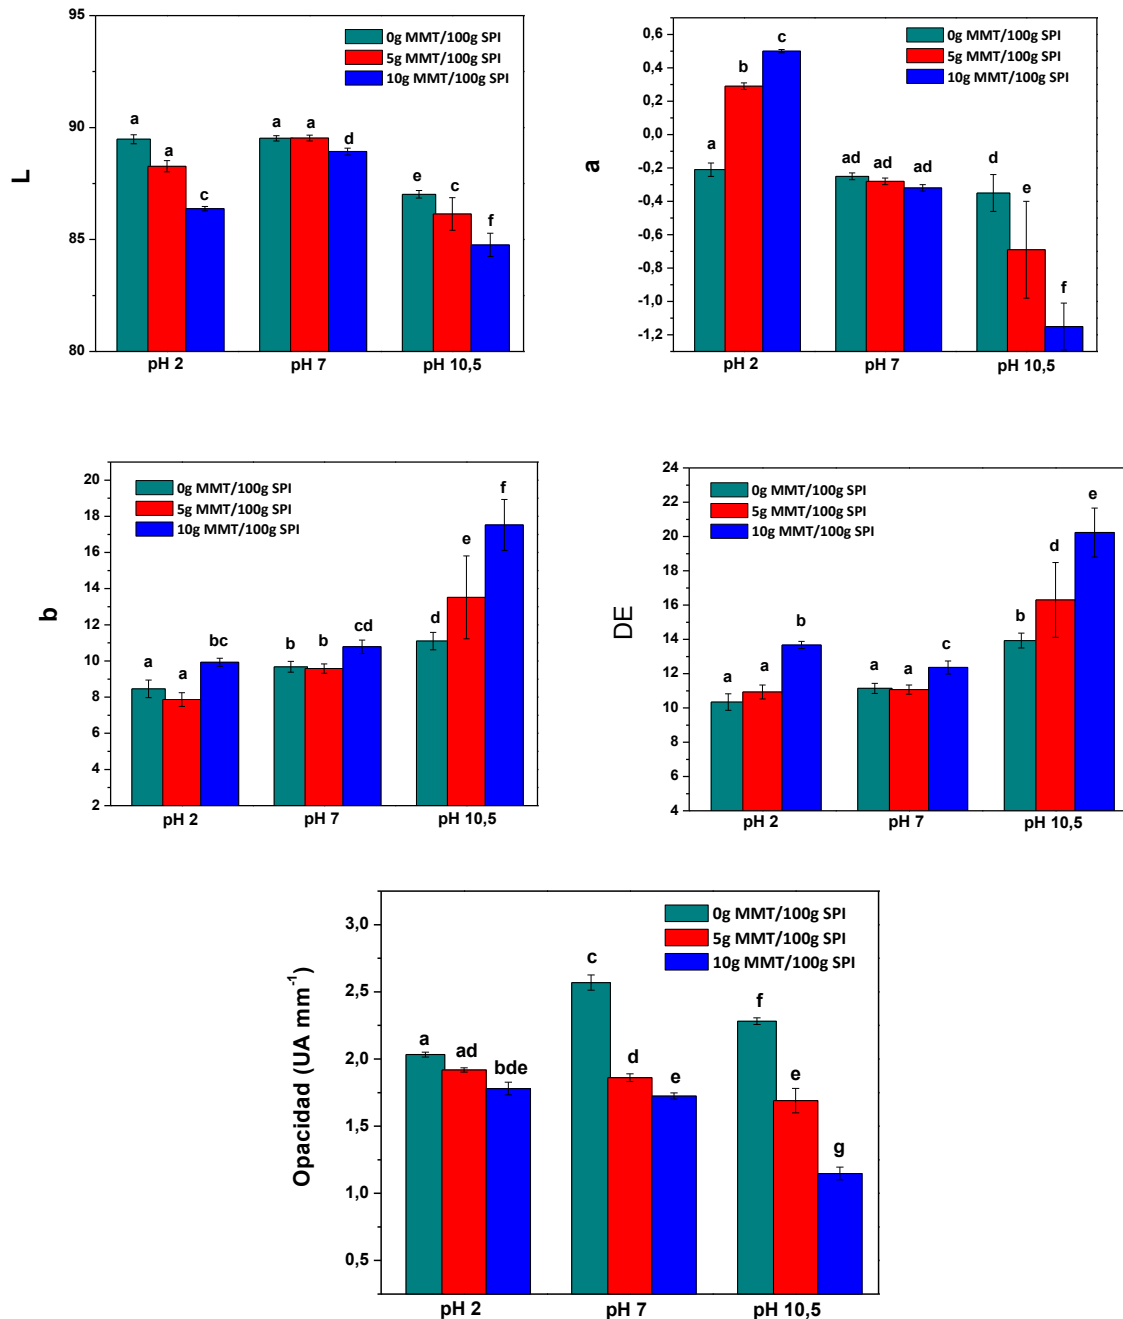 95
90
85
80
L
0g MMT/100g SPI
5g MMT/100g SPI
10g MMT/100g SPI
a
a
c
a
a
d
e
c
f
pH 2
pH 7
pH 10,5
0,6
0,4
0,2
0,0
-0,2
-0,4
-0,6
-0,8
-1,0
-1,2
a
0g MMT/100g SPI
5g MMT/100g SPI
10g MMT/100g SPI
a
b
c
ad
ad
ad
d
e
f
pH 2
pH 7
pH 10,5
20
18
16
14
12
10
8
6
4
2
b
0g MMT/100g SPI
5g MMT/100g SPI
10g MMT/100g SPI
a
a
bc
b
b
cd
d
e
f
pH 2
pH 7
pH 10,5
24
22
20
18
16
14
12
10
8
6
4
DE
0g MMT/100g SPI
5g MMT/100g SPI
10g MMT/100g SPI
a
a
b
a
a
c
b
d
e
pH 2
pH 7
pH 10,5
3,0
2,5
2,0
1,5
1,0
0,5
Opacidad (UA mm⁻¹)
0g MMT/100g SPI
5g MMT/100g SPI
10g MMT/100g SPI
a
ad
bde
c
d
e
f
e
g
pH 2
pH 7
pH 10,5